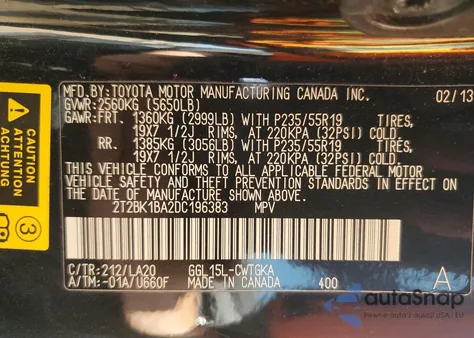 MFD.BY:TOYOTA MOTOR MANUFACTURING CANADA INC. 02/13
GVWR:2560KG (5650LB)
GAWR:FRT. 1360KG (2999LB) WITH P235/55R19 TIRES,
19X7 1/2J RIMS, AT 220KPA (32PSI) COLD.
RR. 1385KG (3056LB) WITH P235/55R19 TIRES,
19X7 1/2J RIMS, AT 220KPA (32PSI) COLD.
THIS VEHICLE CONFORMS TO ALL APPLICABLE FEDERAL MOTOR
VEHICLE SAFETY AND THEFT PREVENTION STANDARDS IN EFFECT ON
THE DATE OF MANUFACTURE SHOWN ABOVE.
2T2BK1BA2DC196383 MPV
C/TR:212/LA20 GGL15L-CWTGKA A
A/TM:-01A/U660F MADE IN CANADA 400
3
autoSnap